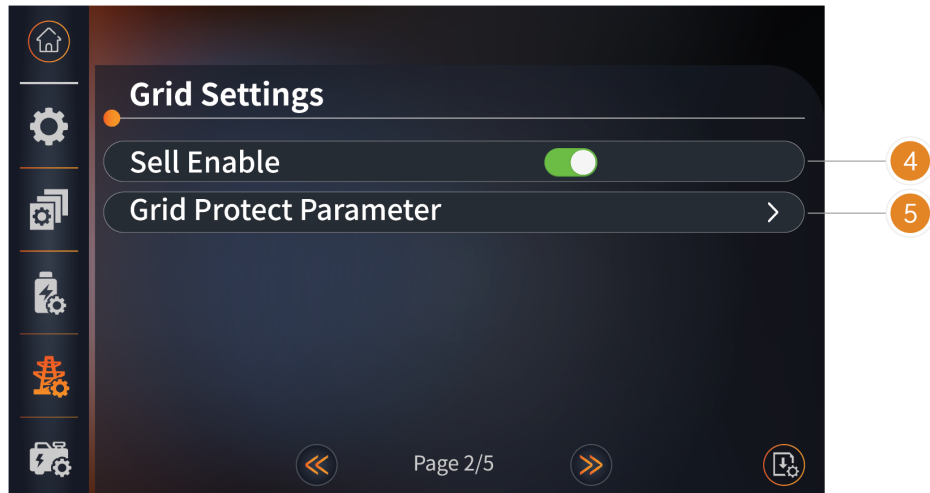 Grid Settings
Sell Enable
4
Grid Protect Parameter
5
Page 2/5